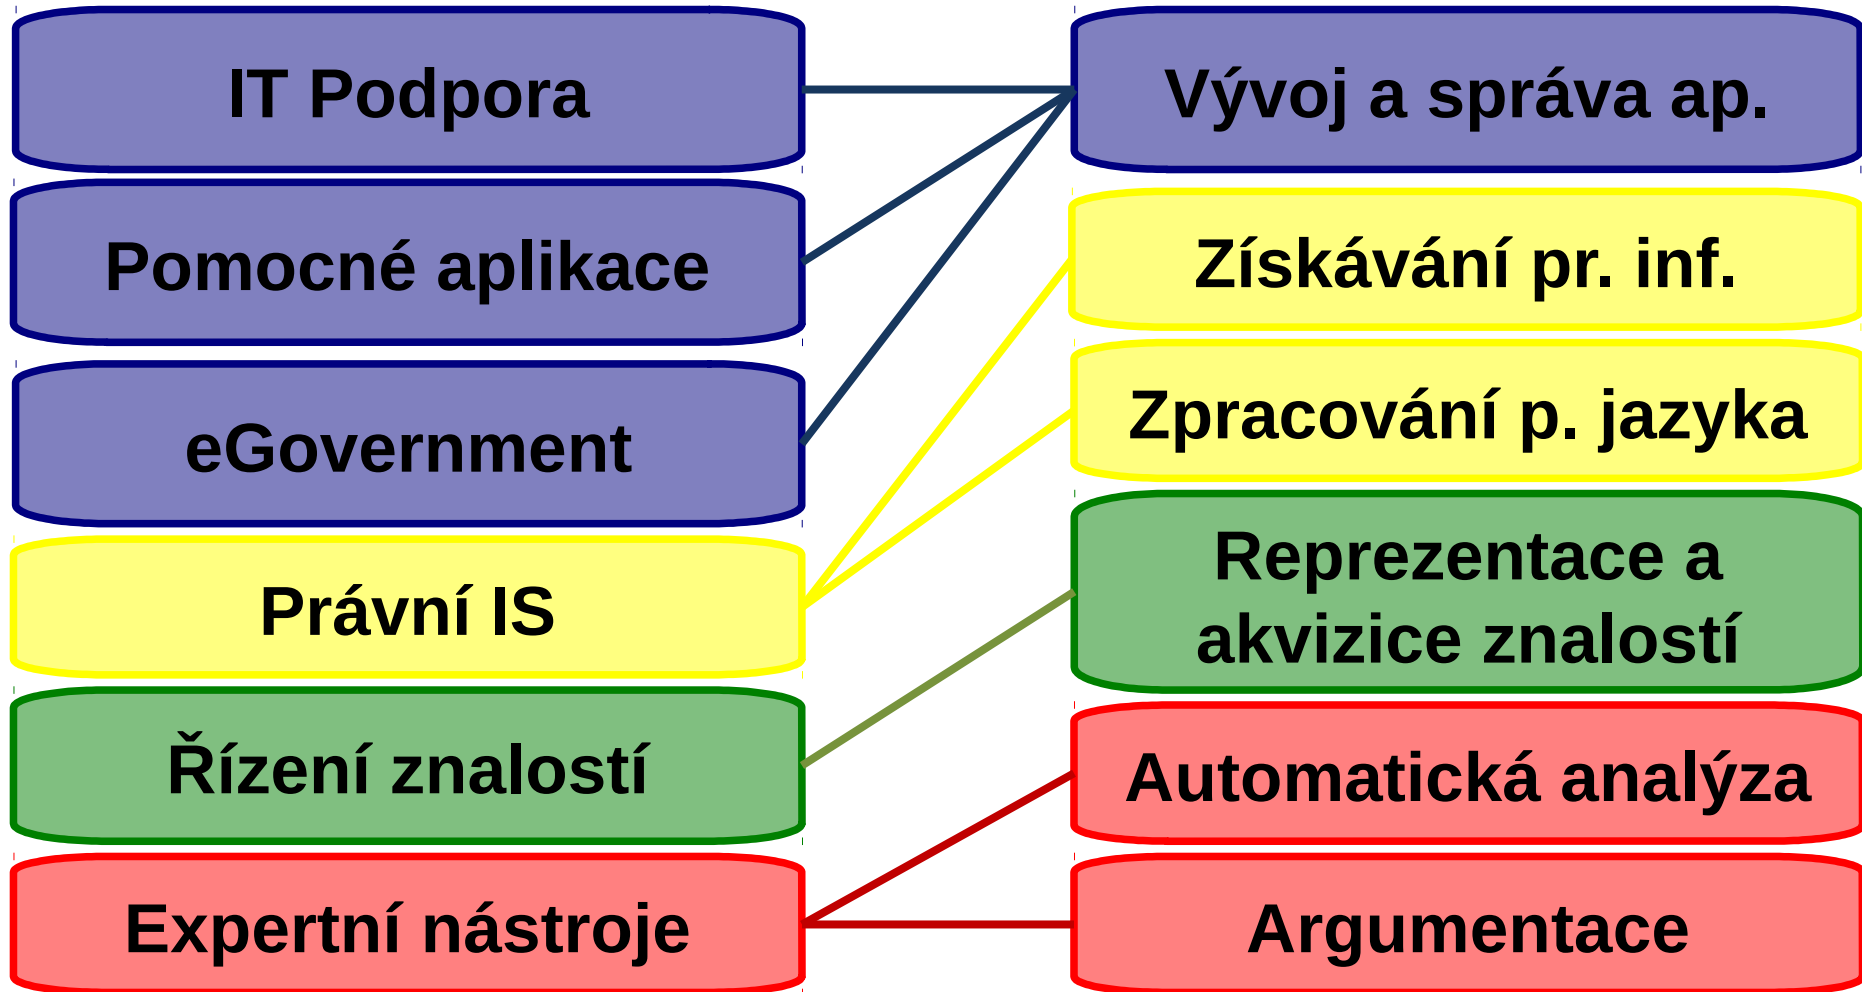 IT Podpora
Pomocné aplikace
eGovernment
Právní IS
Řízení znalostí
Expertní nástroje
Vývoj a správa ap.
Získávání pr. inf.
Zpracování p. jazyka
Reprezentace a
akvizice znalostí
Automatická analýza
Argumentace